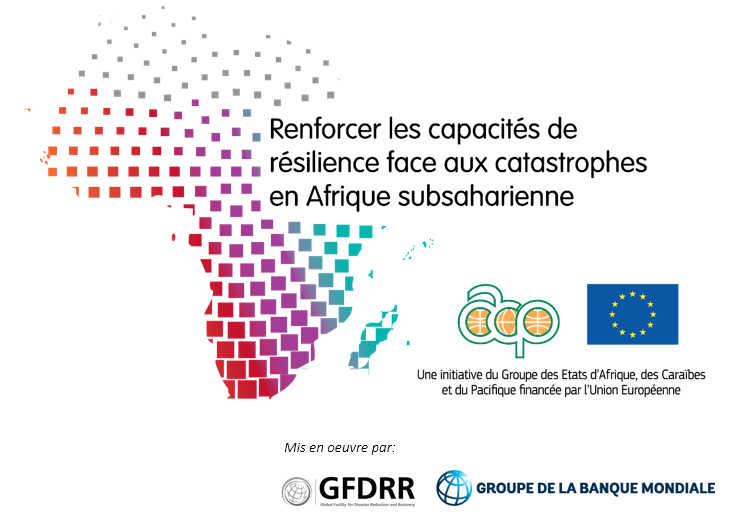 Renforcer les capacités de
résilience face aux catastrophes
en Afrique subsaharienne
acp
Une initiative du Groupe des Etats d'Afrique, des Caraïbes
et du Pacifique financée par l'Union Européenne
Mis en oeuvre par:
GFDRR
Global Facility for Disaster Reduction and Recovery
GROUPE DE LA BANQUE MONDIALE